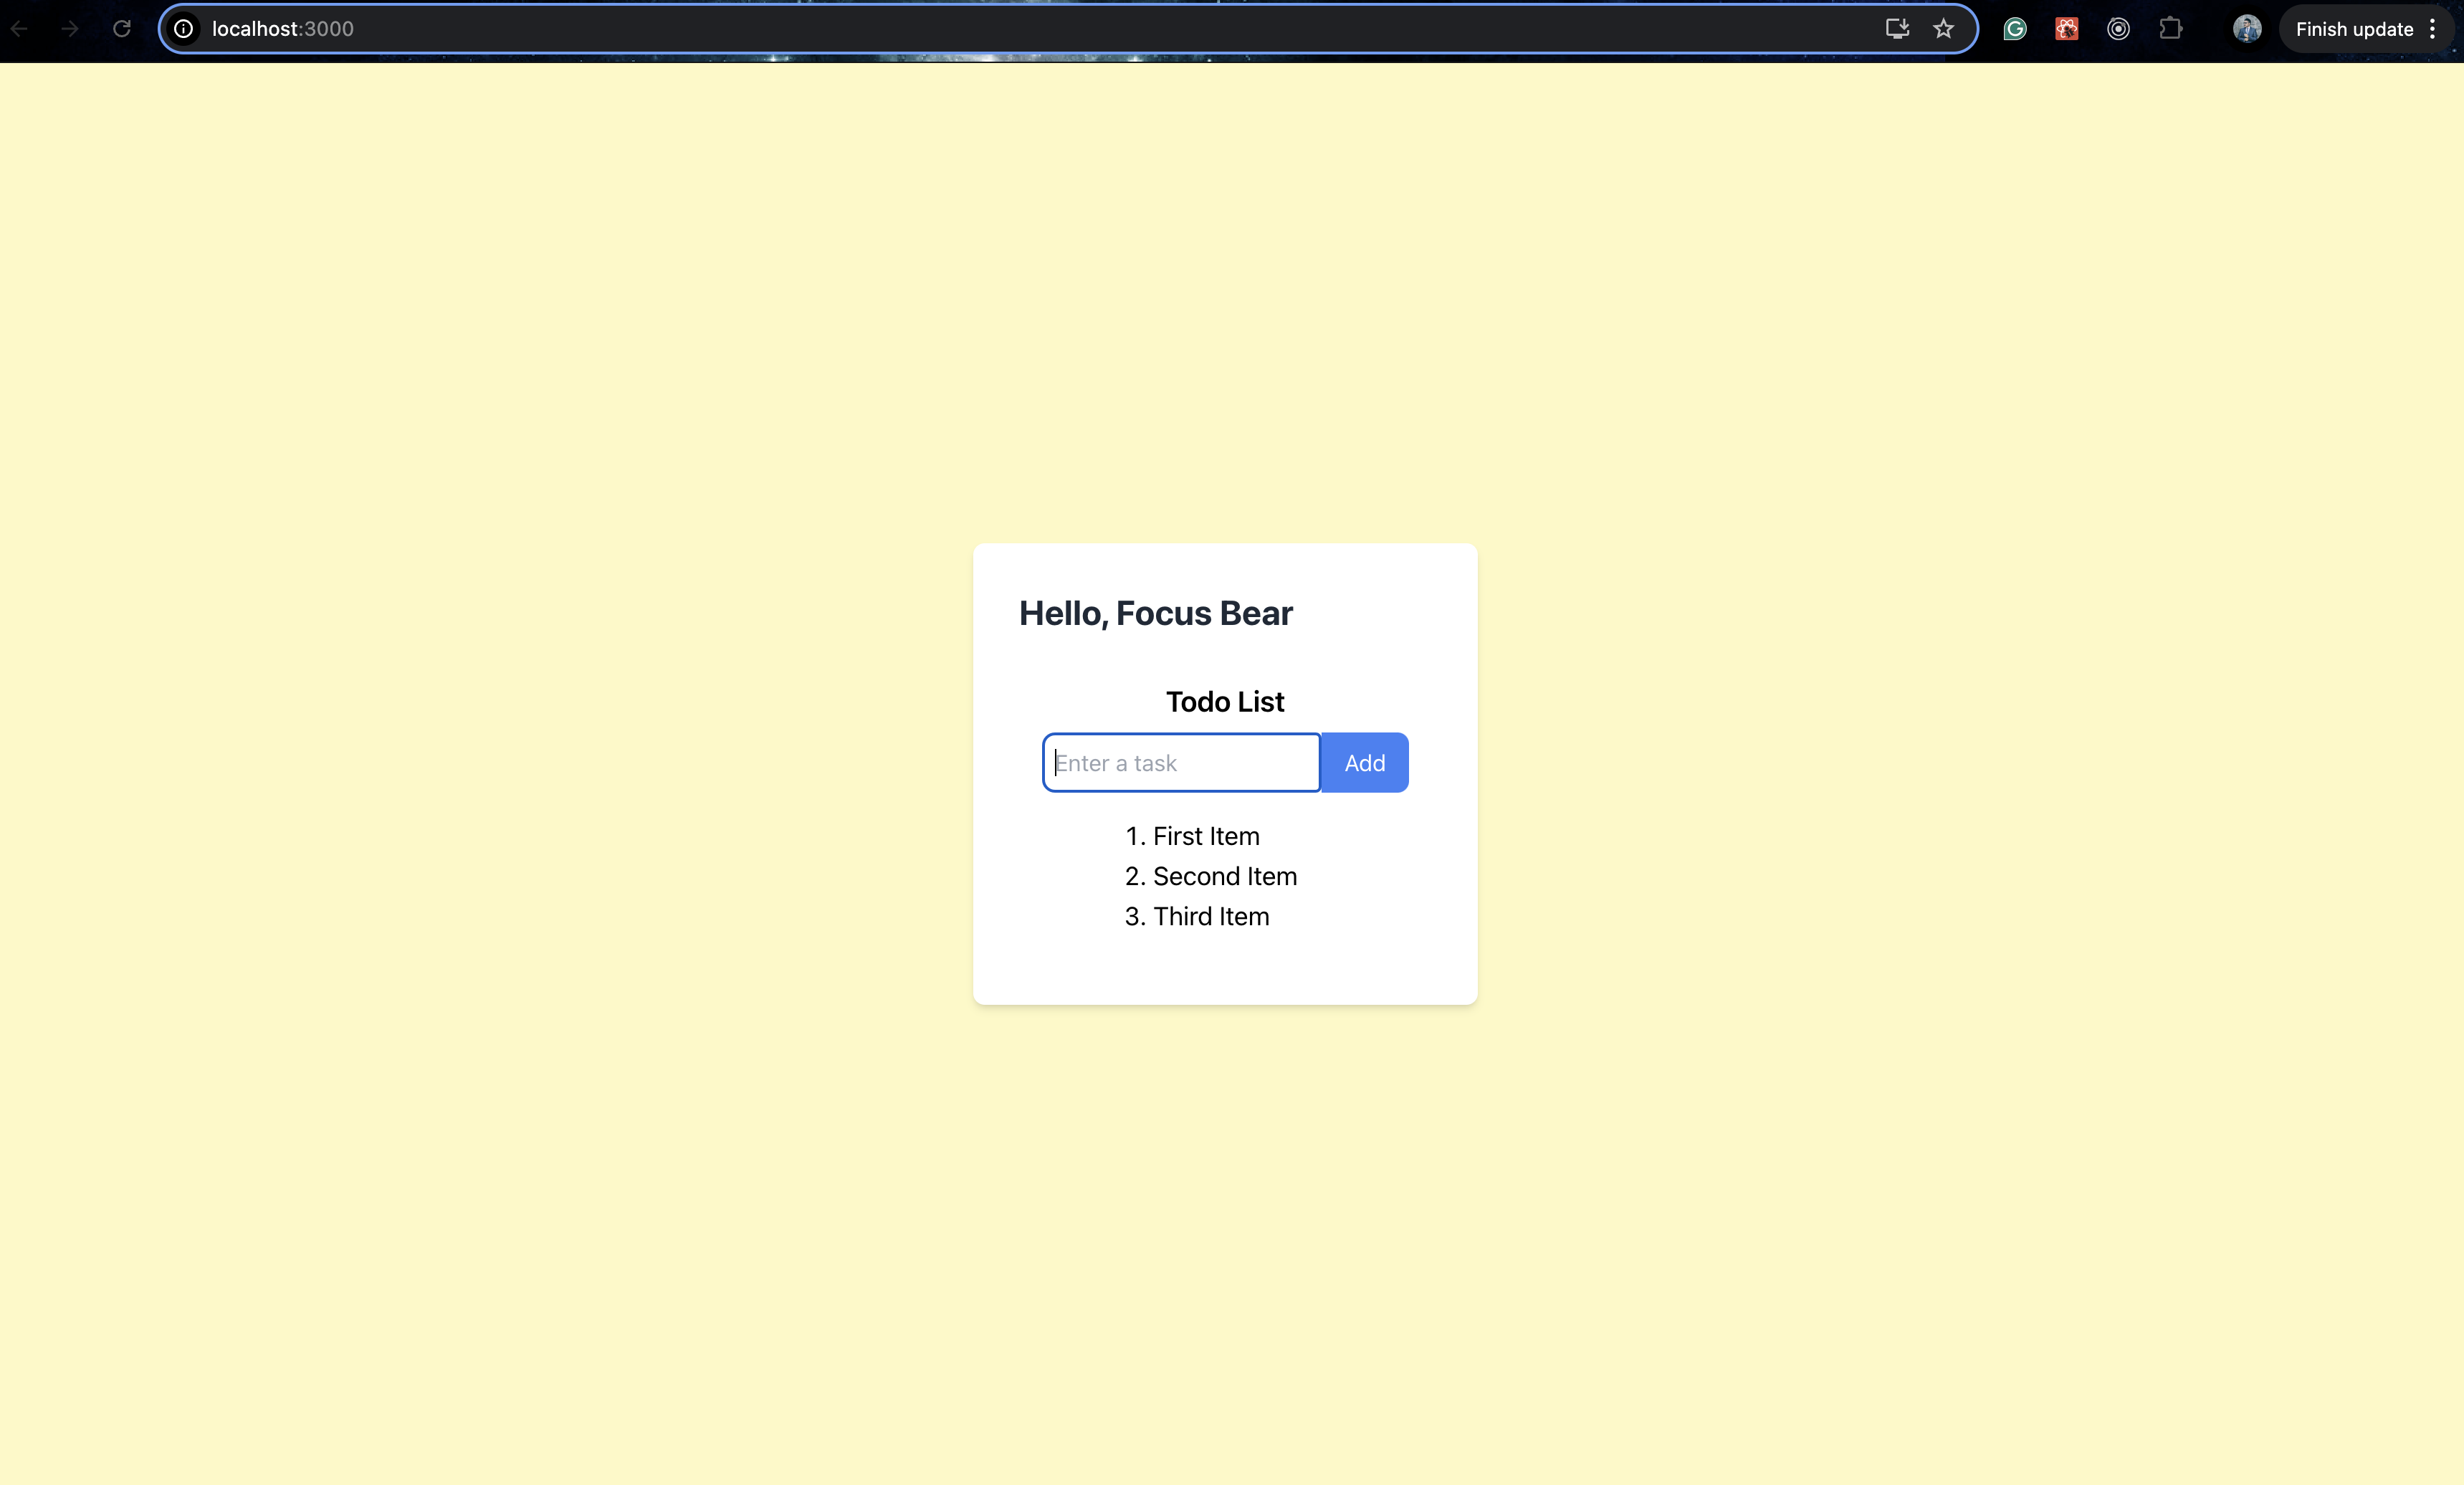 localhost:3000
Finish update
Hello, Focus Bear
Todo List
Enter a task
Add
1. First Item
2. Second Item
3. Third Item